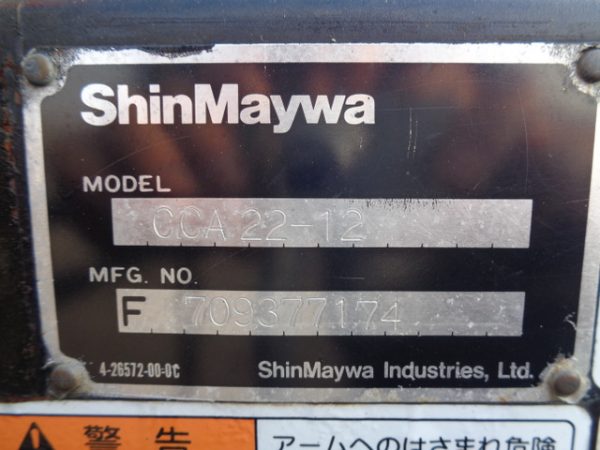 ShinMaywa
MODEL
CCA 22-12
MFG. NO.
F 709377174
4-26572-00-0C
ShinMaywa Industries, Ltd.
警告
アームへのはさまれ危険